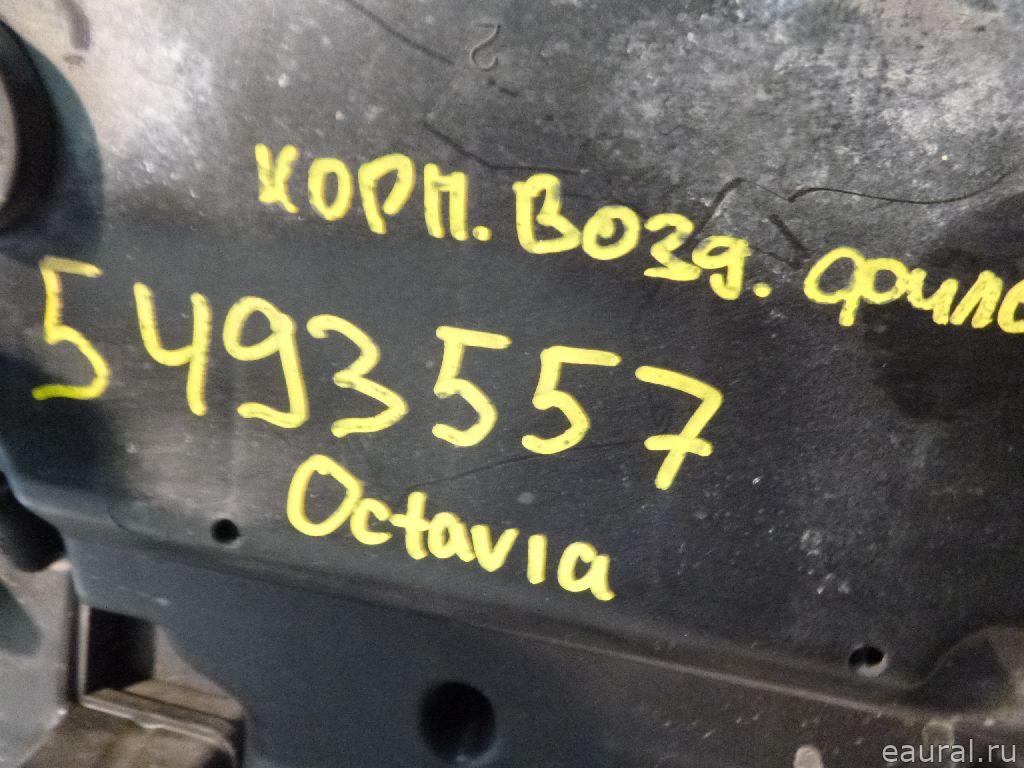 корп. возд. фил
5493557
Octavia
eaural.ru